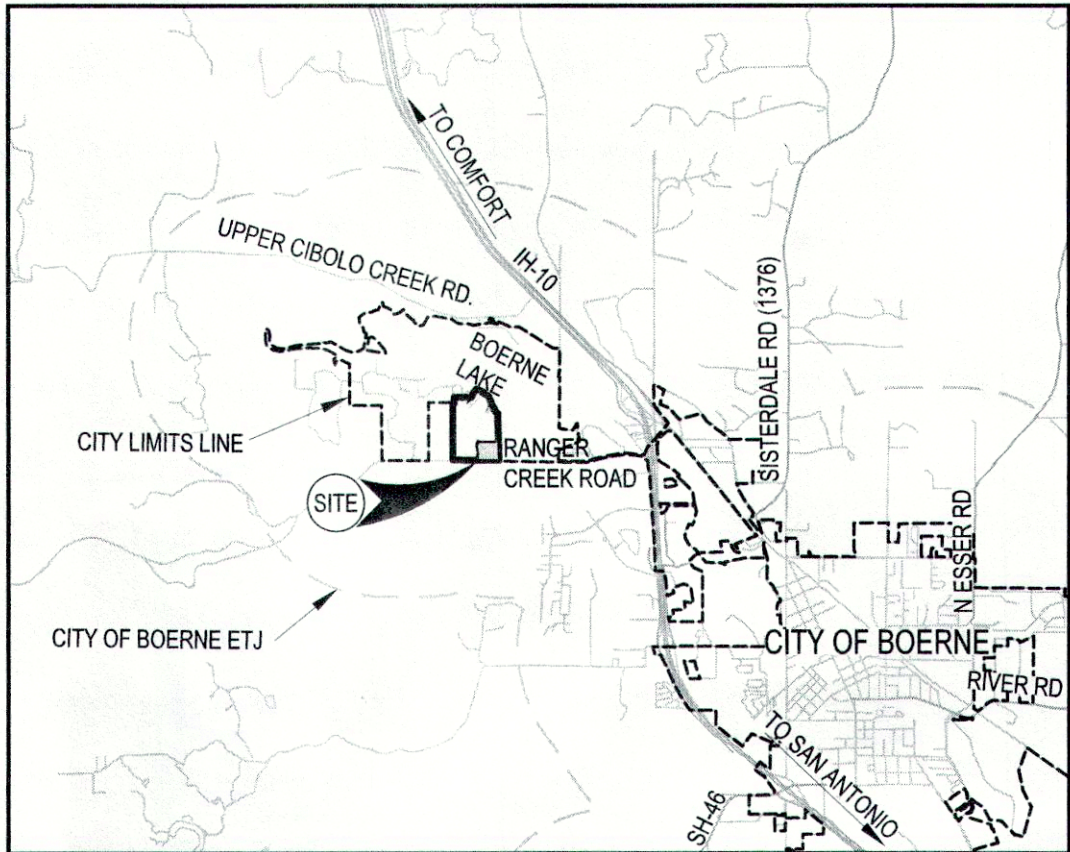 TO COMFORT
UPPER CIBOLO CREEK RD.
IH-10
SISTERDALE RD (1376)
BOERNE
LAKE
CITY LIMITS LINE
RANGER
CREEK ROAD
SITE
N ESSER RD
CITY OF BOERNE ETJ
CITY OF BOERNE
RIVER RD
TO SAN ANTONIO
SH-46